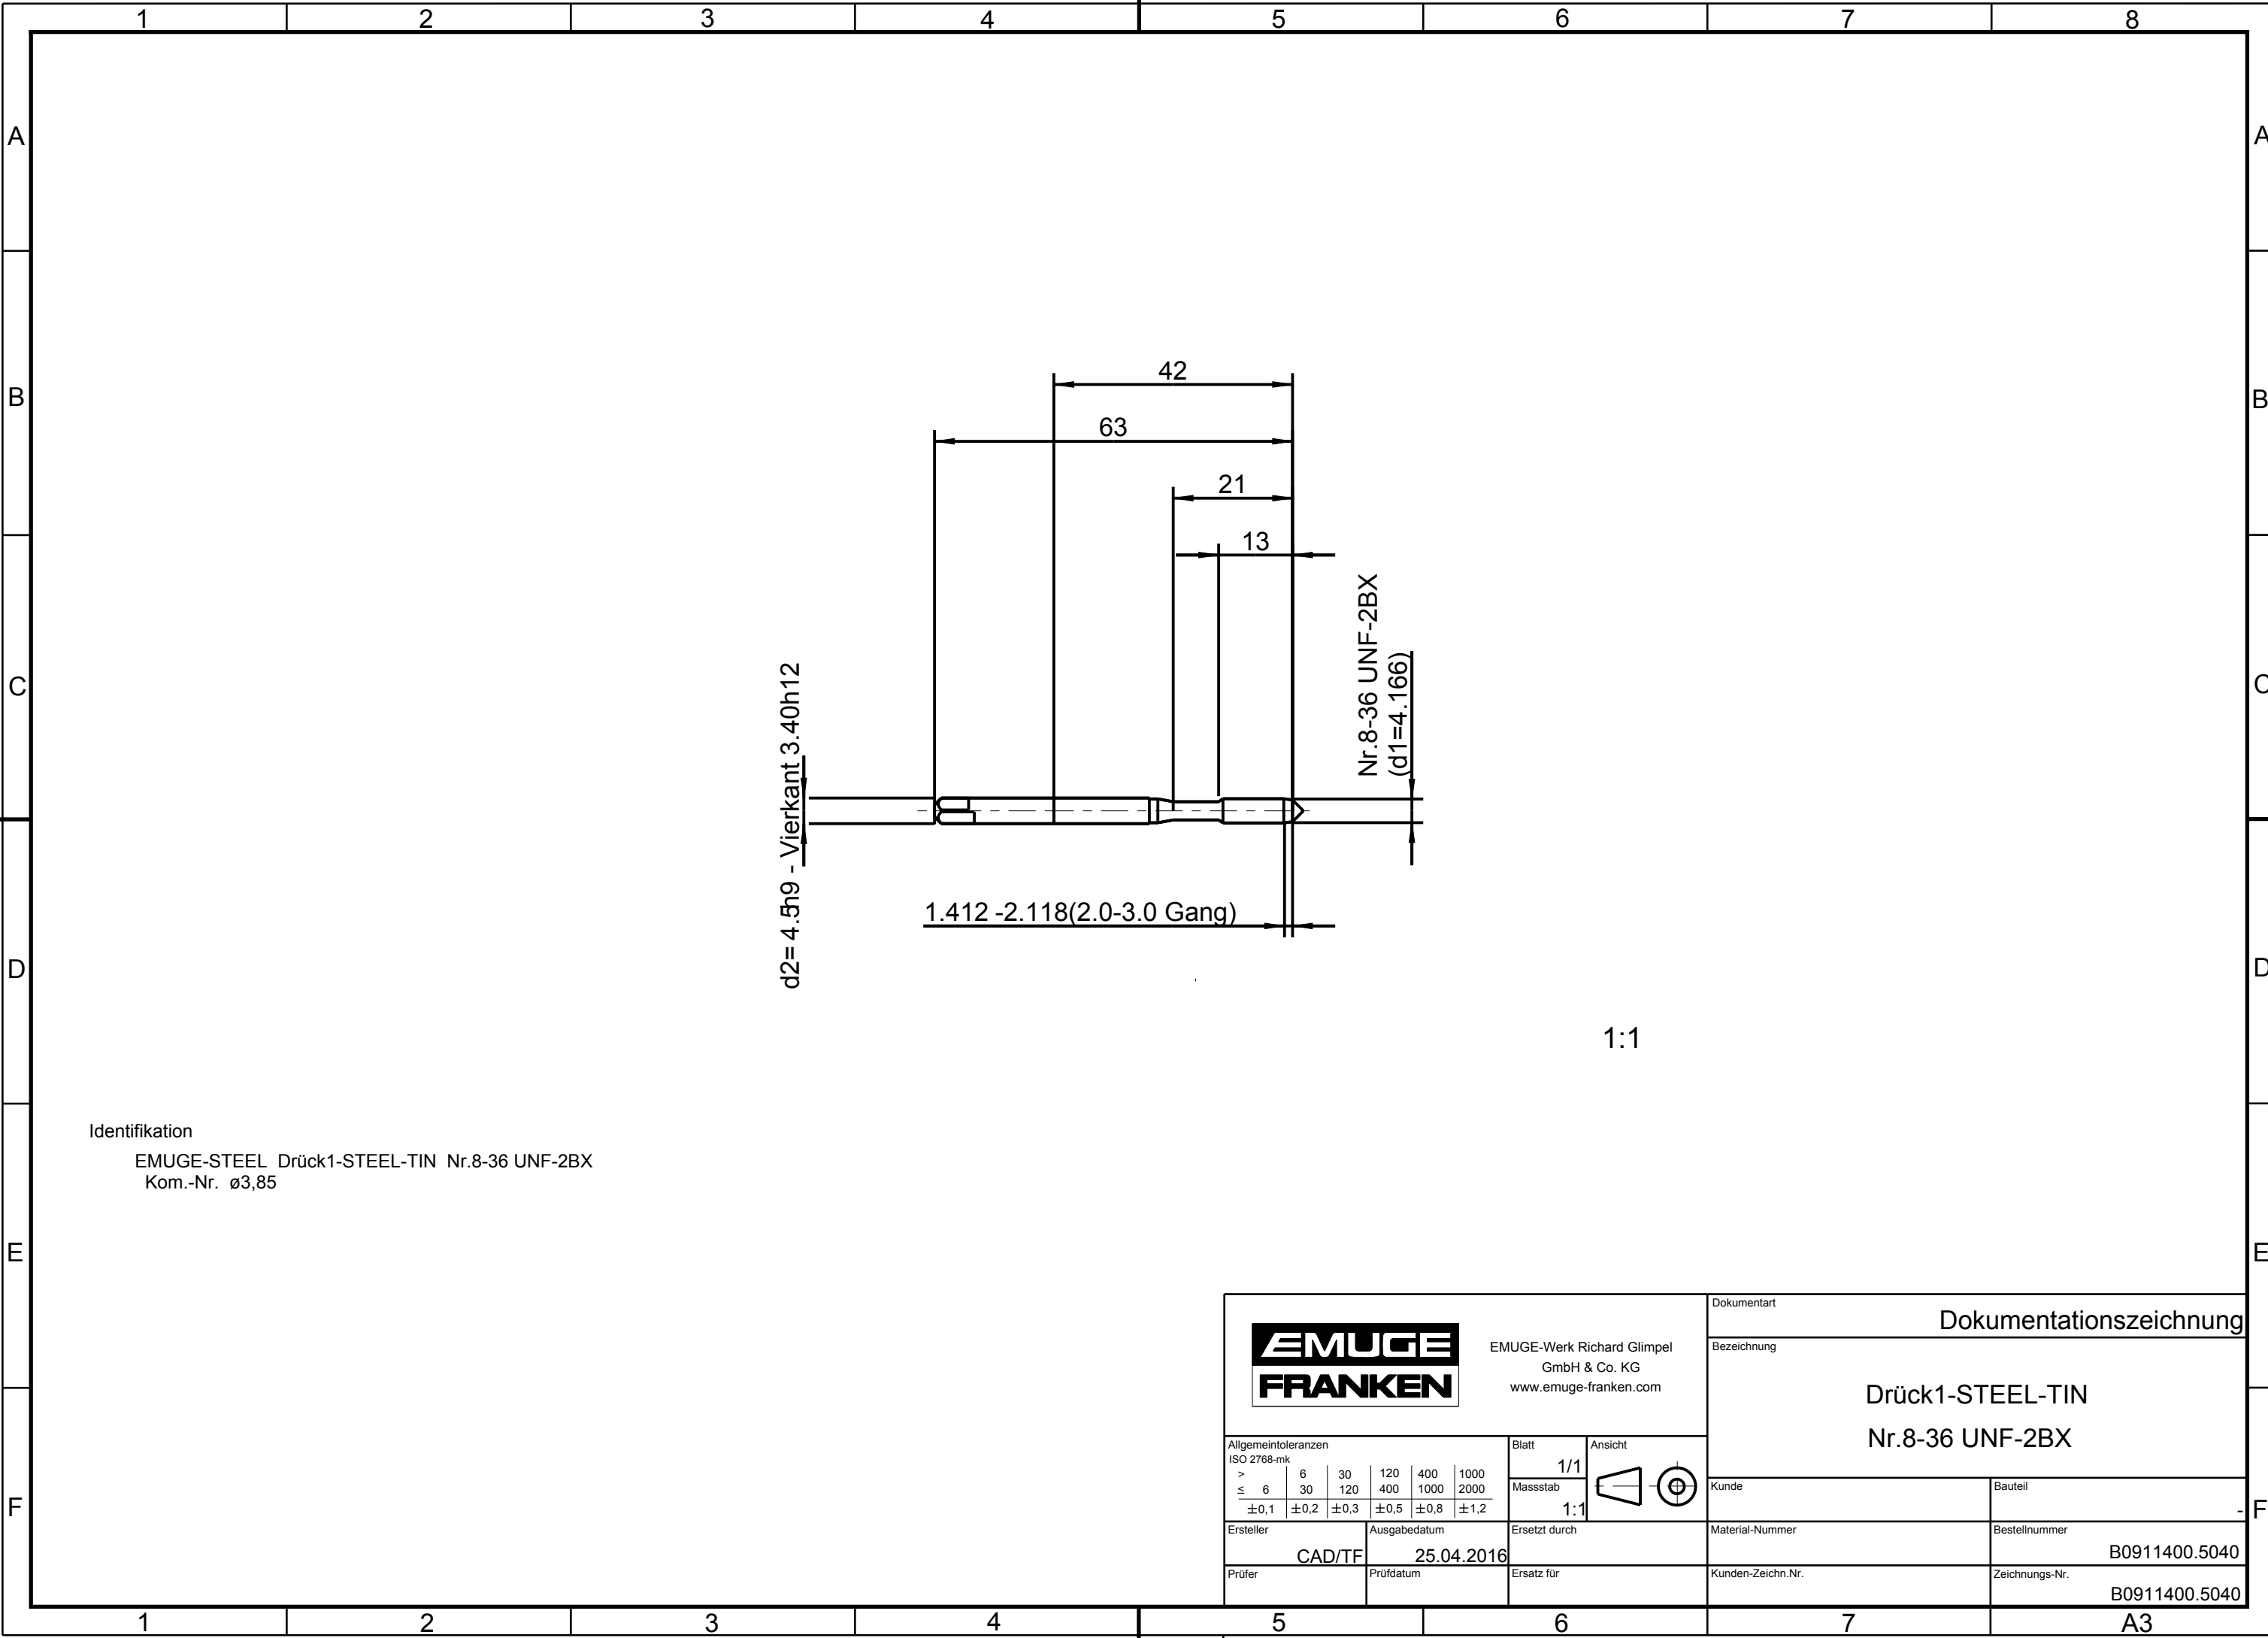 1 2 3 4 5 6 7 8
A A
B B
C C
D D
E E
F F
42
63
21
13
Nr.8-36 UNF-2BX
(d1=4.166)
d2= 4.5h9 - Vierkant 3.40h12
1.412 -2.118(2.0-3.0 Gang)
1:1
Identifikation
EMUGE-STEEL Drück1-STEEL-TIN Nr.8-36 UNF-2BX
Kom.-Nr. ø3,85
EMUGE
FRANKEN
EMUGE-Werk Richard Glimpel
GmbH & Co. KG
www.emuge-franken.com
Dokumentart
Dokumentationszeichnung
Bezeichnung
Drück1-STEEL-TIN
Nr.8-36 UNF-2BX
Allgemeintoleranzen
ISO 2768-mk
> 6 30 120 400 1000
≤ 6 30 120 400 1000 2000
±0,1 ±0,2 ±0,3 ±0,5 ±0,8 ±1,2
Blatt
1/1
Ansicht
Massstab
1:1
Kunde
Bauteil
-
Ersteller
CAD/TF
Ausgabedatum
25.04.2016
Ersetzt durch
Material-Nummer
Bestellnummer
B0911400.5040
Prüfer
Prüfdatum
Ersatz für
Kunden-Zeichn.Nr.
Zeichnungs-Nr.
B0911400.5040
1 2 3 4 5 6 7 A3